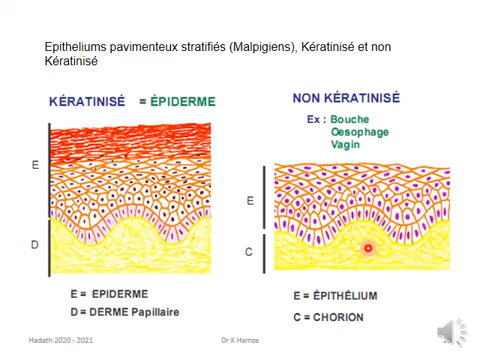 Epitheliums pavimenteux stratifiés (Malpigiens), Kératinisé et non
Kératinisé
KÉRATINISÉ = ÉPIDERME
E
D
E = EPIDERME
D = DERME Papillaire
NON KÉRATINISÉ
Ex : Bouche
Oesophage
Vagin
E
C
E = ÉPITHÉLIUM
C = CHORION
Hadath 2020 - 2021
Dr K Hamze